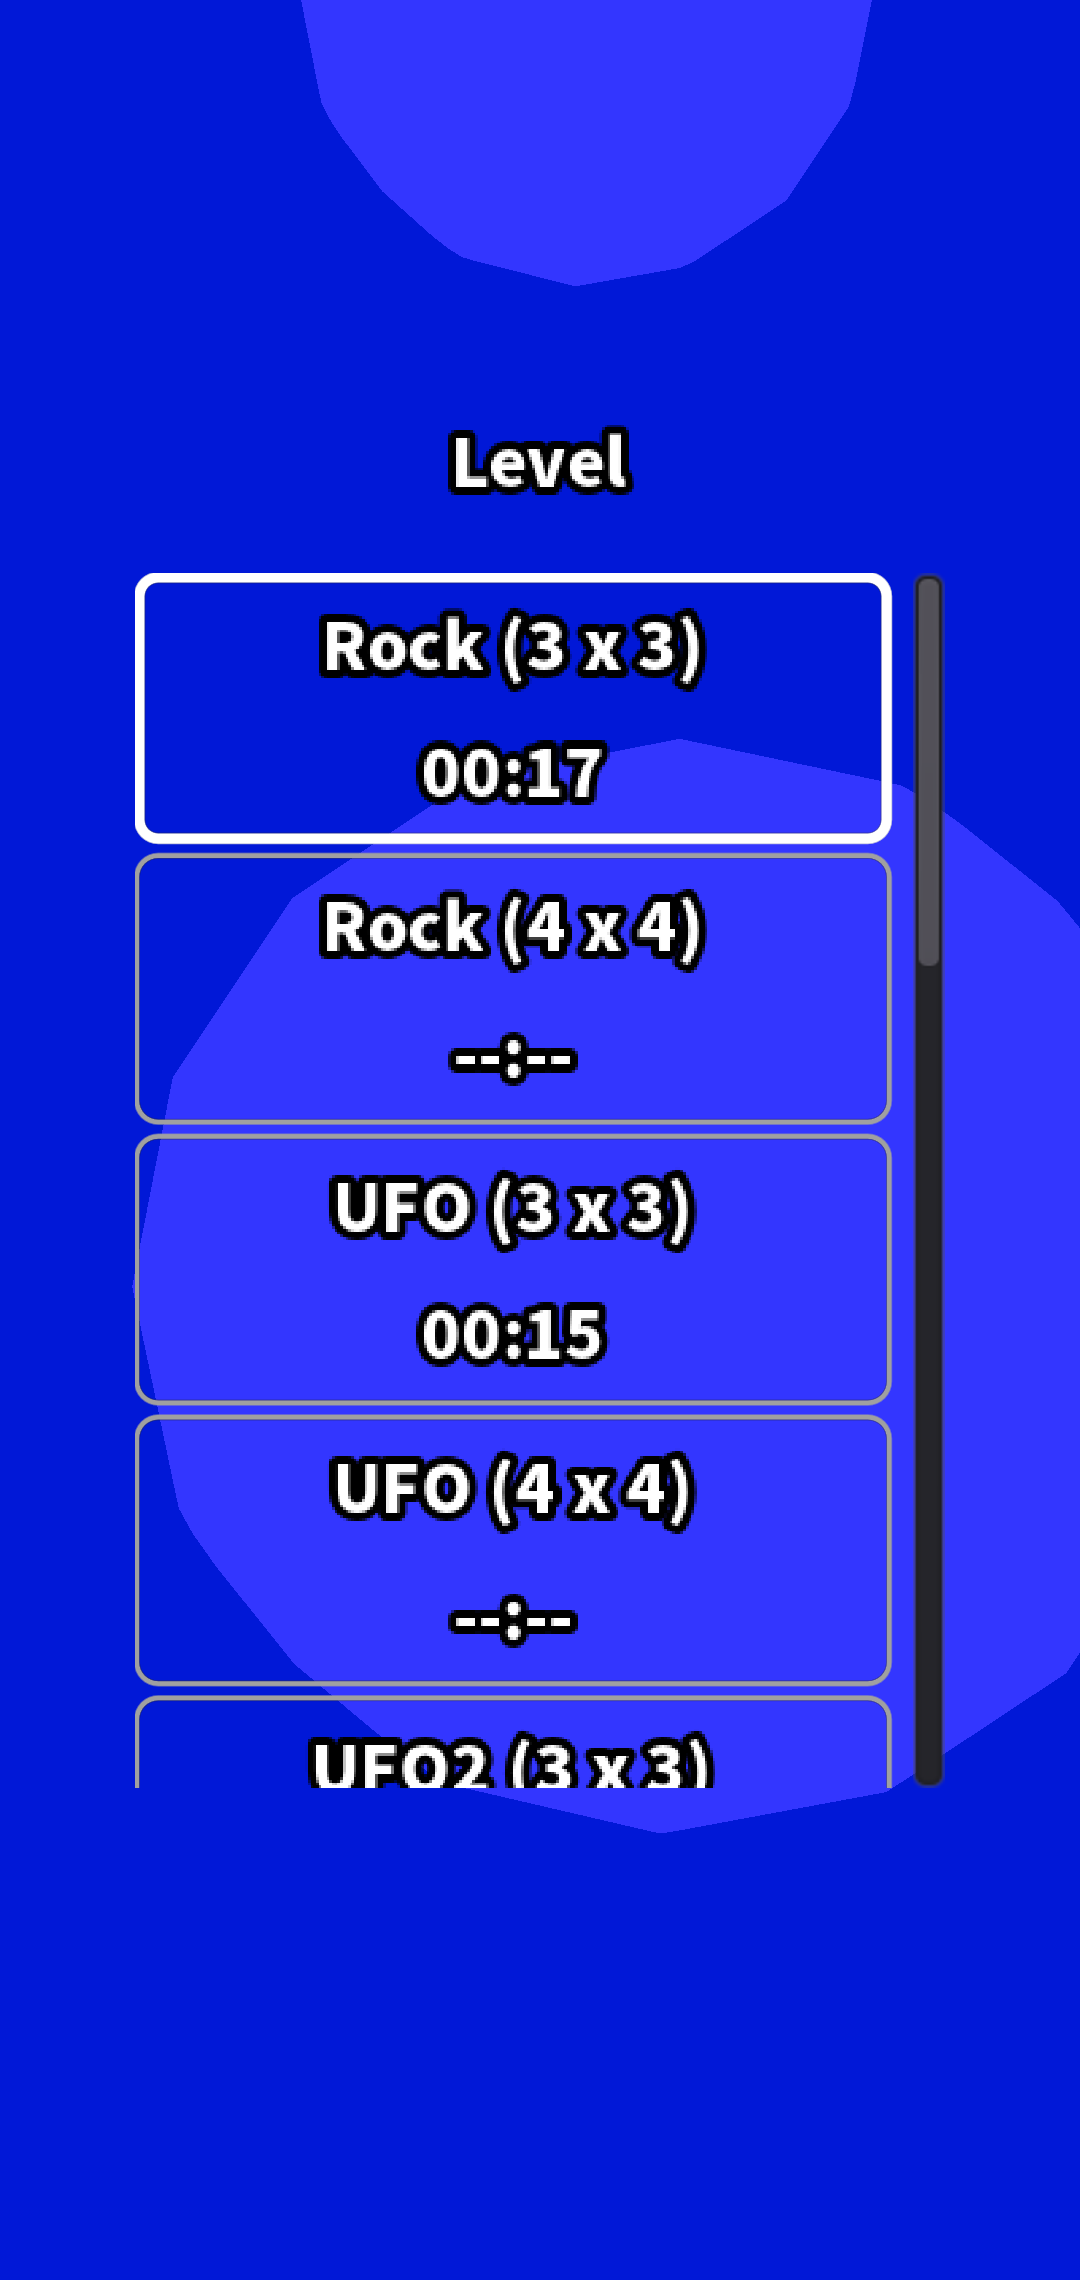 Level
Rock (3 x 3)
00:17
Rock (4 x 4)
--:--
UFO (3 x 3)
00:15
UFO (4 x 4)
--:--
UFO2 (3 x 3)